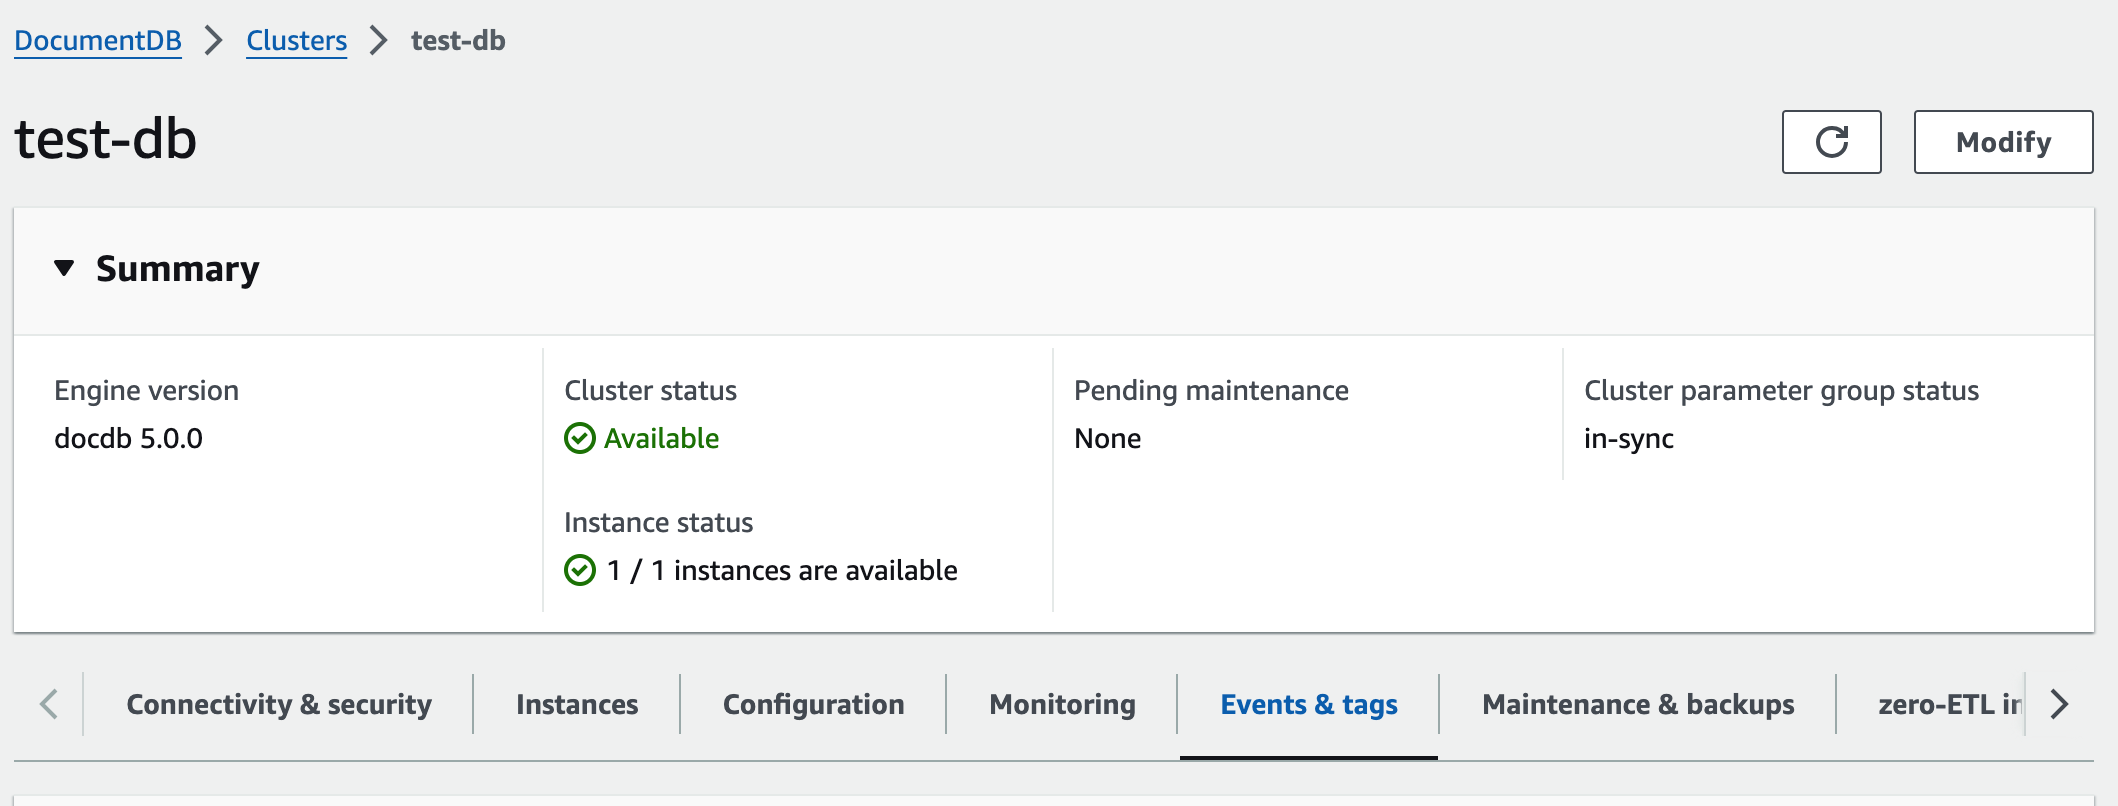 DocumentDB > Clusters > test-db
test-db
Modify
Summary
Engine version
docdb 5.0.0
Cluster status
Available
Instance status
1 / 1 instances are available
Pending maintenance
None
Cluster parameter group status
in-sync
Connectivity & security Instances Configuration Monitoring Events & tags Maintenance & backups zero-ETL in